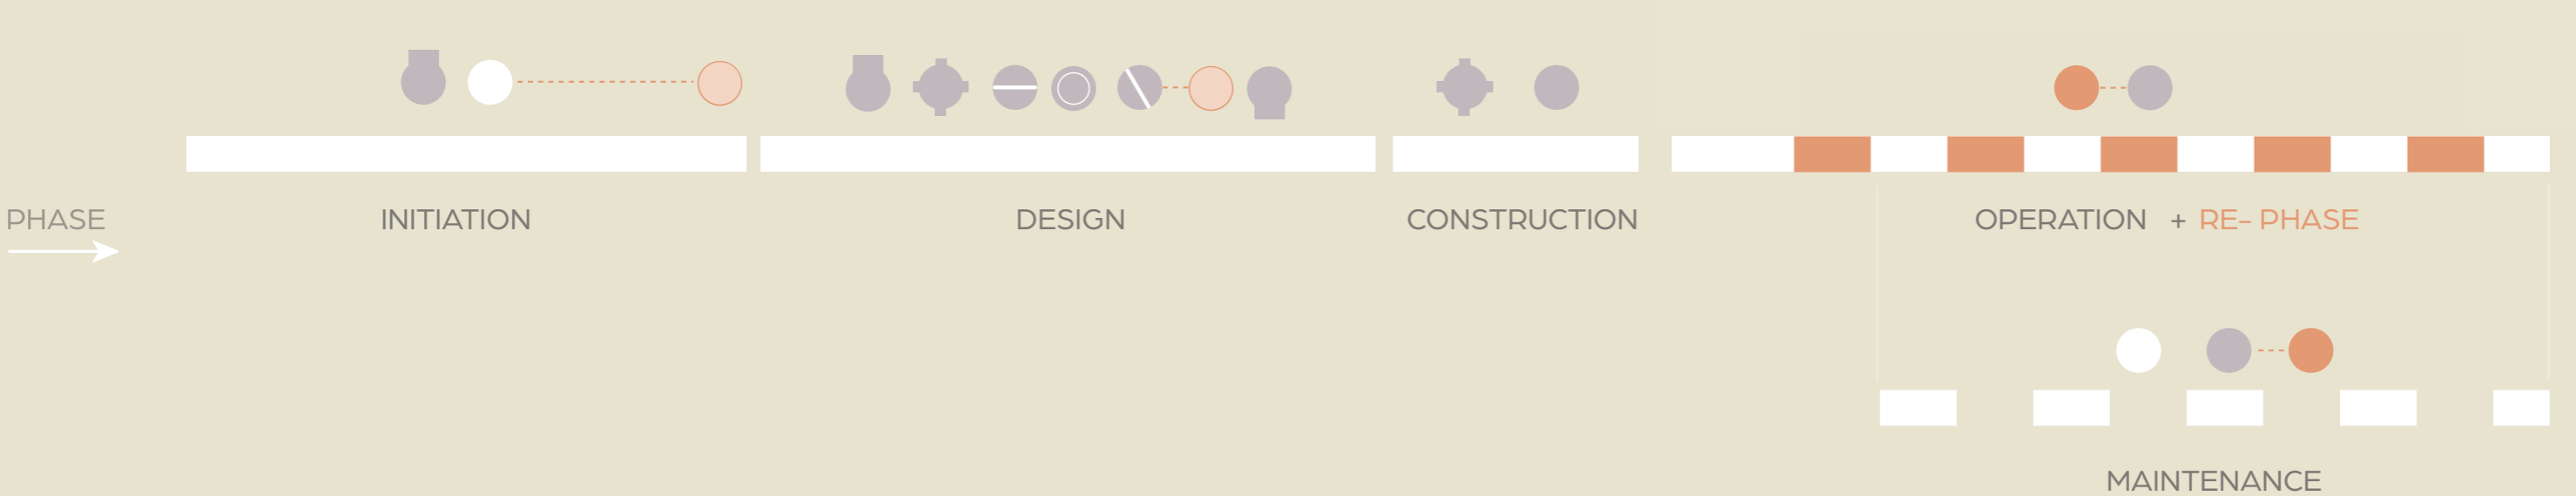 PHASE
INITIATION
DESIGN
CONSTRUCTION
OPERATION + RE- PHASE
MAINTENANCE